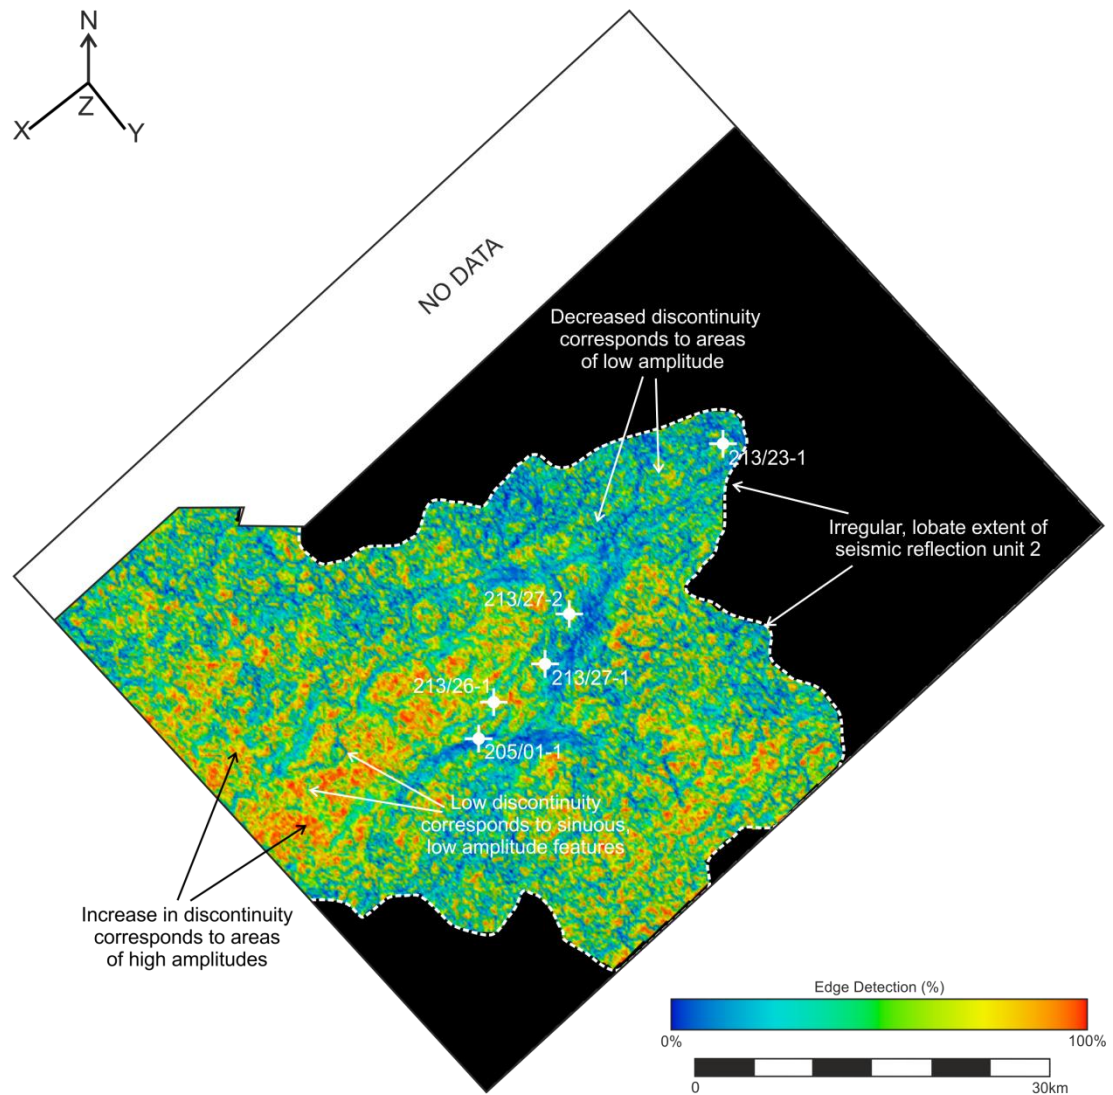 N
Z
X
Y
NO DATA
Decreased discontinuity
corresponds to areas
of low amplitude
213/23-1
Irregular, lobate extent of
seismic reflection unit 2
213/27-2
213/27-1
213/26-1
205/01-1
Low discontinuity
corresponds to sinuous,
low amplitude features
Increase in discontinuity
corresponds to areas
of high amplitudes
Edge Detection (%)
0%
100%
0
30km